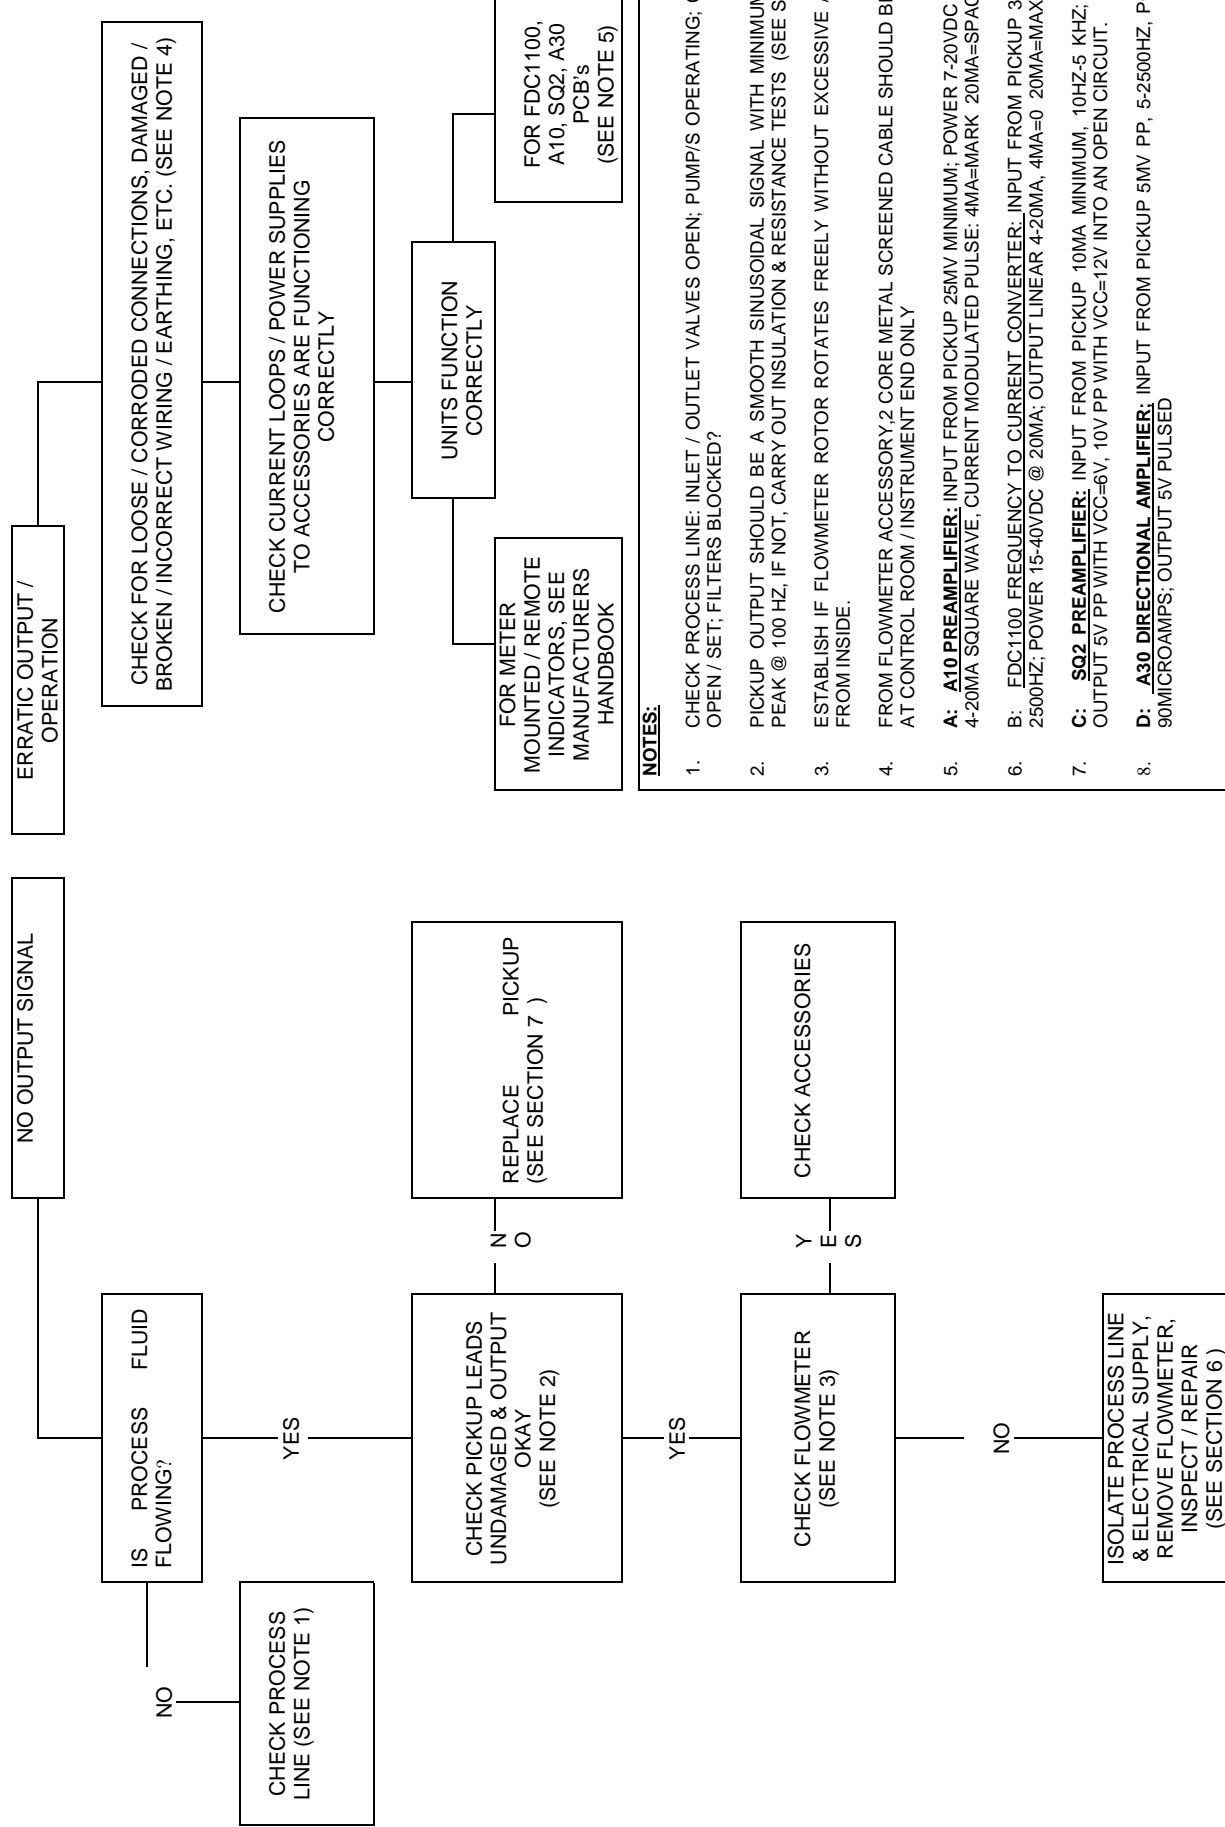 NO OUTPUT SIGNAL
IS PROCESS FLUID
FLOWING?
NO
CHECK PROCESS
LINE (SEE NOTE 1)
YES
CHECK PICKUP LEADS
UNDAMAGED & OUTPUT
OKAY
(SEE NOTE 2)
N
O
REPLACE PICKUP
(SEE SECTION 7 )
YES
CHECK FLOWMETER
(SEE NOTE 3)
Y
E
S
CHECK ACCESSORIES
NO
ISOLATE PROCESS LINE
& ELECTRICAL SUPPLY,
REMOVE FLOWMETER,
INSPECT / REPAIR
(SEE SECTION 6 )
ERRATIC OUTPUT /
OPERATION
CHECK FOR LOOSE / CORRODED CONNECTIONS, DAMAGED /
BROKEN / INCORRECT WIRING / EARTHING, ETC. (SEE NOTE 4)
CHECK CURRENT LOOPS / POWER SUPPLIES
TO ACCESSORIES ARE FUNCTIONING
CORRECTLY
UNITS FUNCTION
CORRECTLY
FOR METER
MOUNTED / REMOTE
INDICATORS, SEE
MANUFACTURERS
HANDBOOK
FOR FDC1100,
A10, SQ2, A30
PCB's
(SEE NOTE 5)
NOTES:
1. CHECK PROCESS LINE: INLET / OUTLET VALVES OPEN; PUMP/S OPERATING;
OPEN / SET; FILTERS BLOCKED?
2. PICKUP OUTPUT SHOULD BE A SMOOTH SINUSOIDAL SIGNAL WITH MINIMUM
PEAK @ 100 HZ, IF NOT, CARRY OUT INSULATION & RESISTANCE TESTS (SEE
3. ESTABLISH IF FLOWMETER ROTOR ROTATES FREELY WITHOUT EXCESSIVE
FROM INSIDE.
4. FROM FLOWMETER ACCESSORY,2 CORE METAL SCREENED CABLE SHOULD
AT CONTROL ROOM / INSTRUMENT END ONLY
5. A: A10 PREAMPLIFIER: INPUT FROM PICKUP 25MV MINIMUM; POWER 7-20VDC
4-20MA SQUARE WAVE, CURRENT MODULATED PULSE: 4MA=MARK 20MA=SPAC
6. B: FDC1100 FREQUENCY TO CURRENT CONVERTER: INPUT FROM PICKUP 3
2500HZ; POWER 15-40VDC @ 20MA; OUTPUT LINEAR 4-20MA, 4MA=0 20MA=MAX
7. C: SQ2 PREAMPLIFIER: INPUT FROM PICKUP 10MA MINIMUM, 10HZ-5 KHZ;
OUTPUT 5V PP WITH VCC=6V, 10V PP WITH VCC=12V INTO AN OPEN CIRCUIT.
8. D: A30 DIRECTIONAL AMPLIFIER: INPUT FROM PICKUP 5MV PP, 5-2500HZ,
90MICROAMPS; OUTPUT 5V PULSED